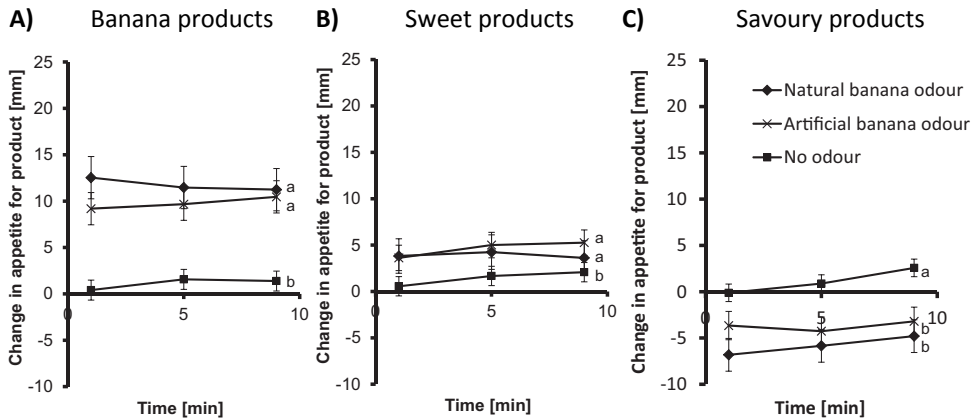 A) Banana products
Change in appetite for product [mm]
25
20
15
10
5
0
-5
-10
0
5
10
a
a
b
Time [min]
B) Sweet products
Change in appetite for product [mm]
25
20
15
10
5
0
-5
-10
0
5
10
a
a
b
Time [min]
C) Savoury products
Change in appetite for product [mm]
25
20
15
10
5
0
-5
-10
0
5
10
Natural banana odour
Artificial banana odour
No odour
a
b
b
Time [min]